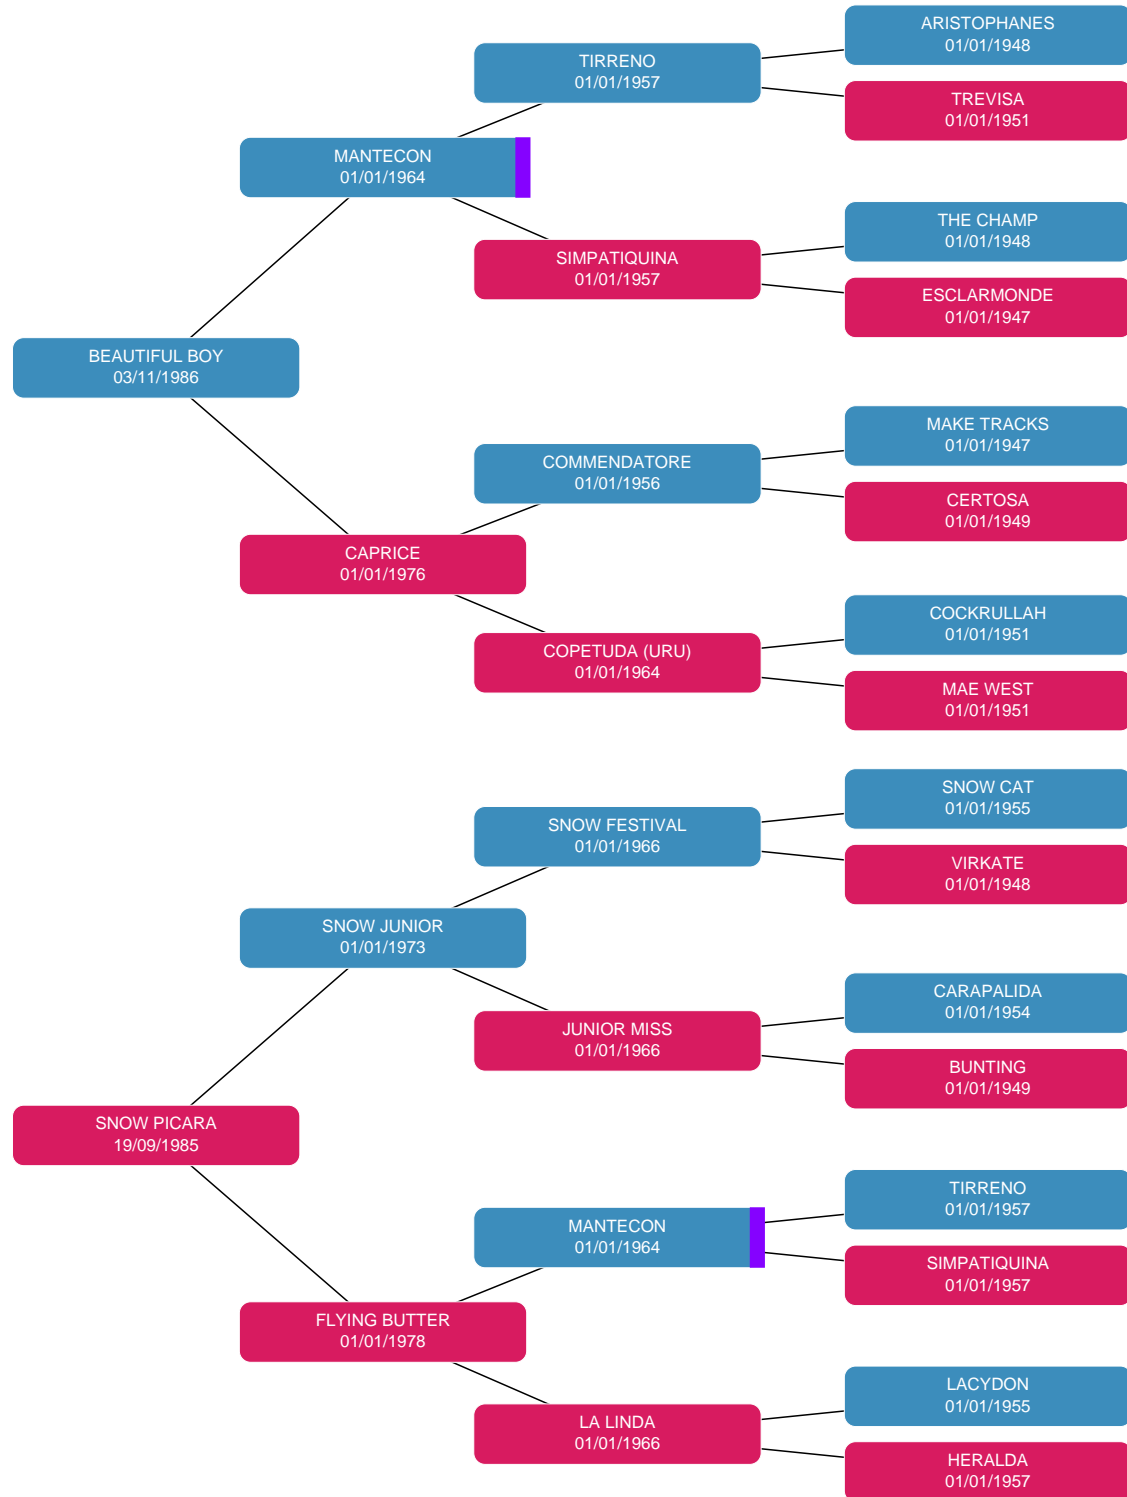 ARISTOPHANES
01/01/1948
TIRRENO
01/01/1957
TREVISA
01/01/1951
MANTECON
01/01/1964
THE CHAMP
01/01/1948
SIMPATIQUINA
01/01/1957
ESCLARMONDE
01/01/1947
BEAUTIFUL BOY
03/11/1986
MAKE TRACKS
01/01/1947
COMMENDATORE
01/01/1956
CERTOSA
01/01/1949
CAPRICE
01/01/1976
COCKRULLAH
01/01/1951
COPETUDA (URU)
01/01/1964
MAE WEST
01/01/1951
SNOW CAT
01/01/1955
SNOW FESTIVAL
01/01/1966
VIRKATE
01/01/1948
SNOW JUNIOR
01/01/1973
CARAPALIDA
01/01/1954
JUNIOR MISS
01/01/1966
BUNTING
01/01/1949
SNOW PICARA
19/09/1985
TIRRENO
01/01/1957
MANTECON
01/01/1964
SIMPATIQUINA
01/01/1957
FLYING BUTTER
01/01/1978
LACYDON
01/01/1955
LA LINDA
01/01/1966
HERALDA
01/01/1957